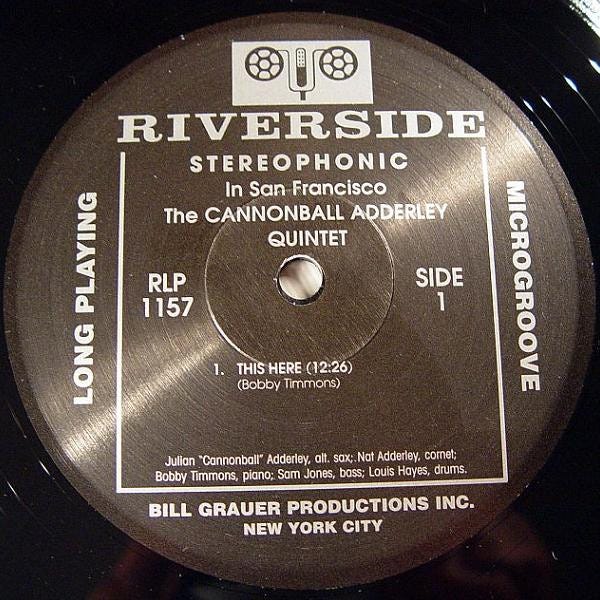 RIVERSIDE
STEREOPHONIC
In San Francisco
The CANNONBALL ADDERLEY
QUINTET
LONG PLAYING
RLP
1157
SIDE
1
MICROGROOVE
1. THIS HERE (12:26)
(Bobby Timmons)
Julian "Cannonball" Adderley, alt. sax; Nat Adderley, cornet;
Bobby Timmons, piano; Sam Jones, bass; Louis Hayes, drums.
BILL GRAUER PRODUCTIONS INC.
NEW YORK CITY